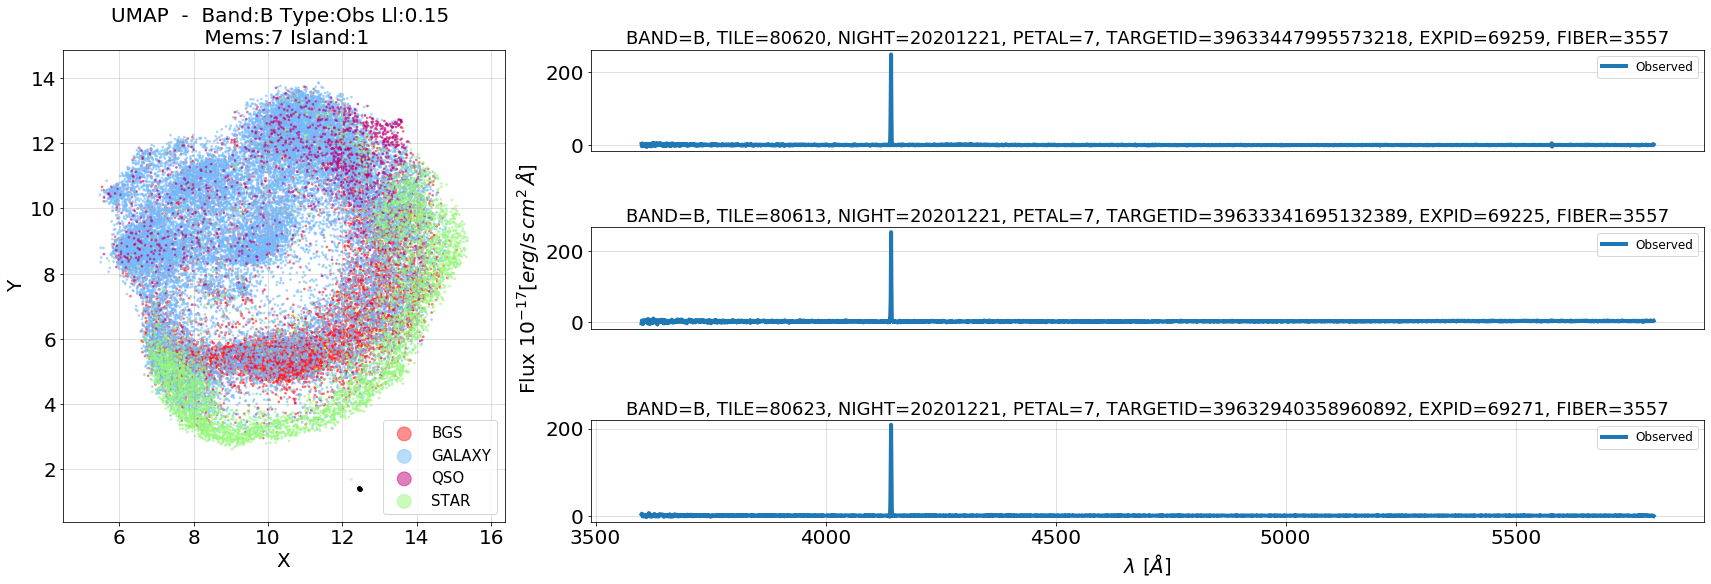 UMAP - Band:B Type:Obs Ll:0.15
Mems:7 Island:1
Y
14
12
10
8
6
4
2
6 8 10 12 14 16
X
BGS
GALAXY
QSO
STAR
Flux 10⁻¹⁷[erg/s cm² Å]
BAND=B, TILE=80620, NIGHT=20201221, PETAL=7, TARGETID=39633447995573218, EXPID=69259, FIBER=3557
200
0
Observed
BAND=B, TILE=80613, NIGHT=20201221, PETAL=7, TARGETID=39633341695132389, EXPID=69225, FIBER=3557
200
0
Observed
BAND=B, TILE=80623, NIGHT=20201221, PETAL=7, TARGETID=39632940358960892, EXPID=69271, FIBER=3557
200
0
Observed
3500 4000 4500 5000 5500
λ [Å]